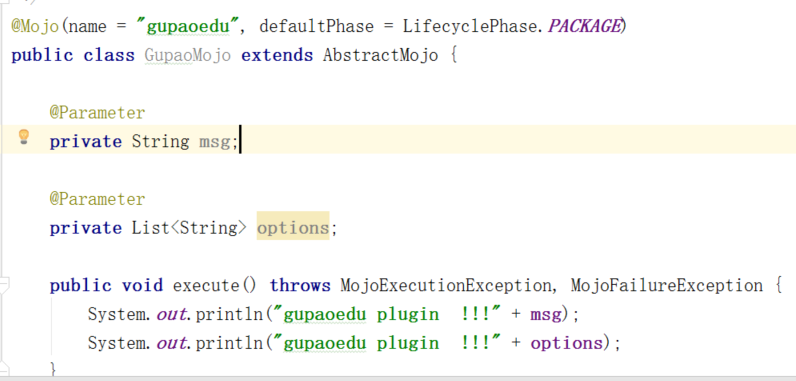 @Mojo(name = "gupaoedu", defaultPhase = LifecyclePhase.PACKAGE)
public class GupaoMojo extends AbstractMojo {
@Parameter
private String msg;
@Parameter
private List<String> options;
public void execute() throws MojoExecutionException, MojoFailureException {
System.out.println("gupaoedu plugin  !!!" + msg);
System.out.println("gupaoedu plugin  !!!" + options);
}